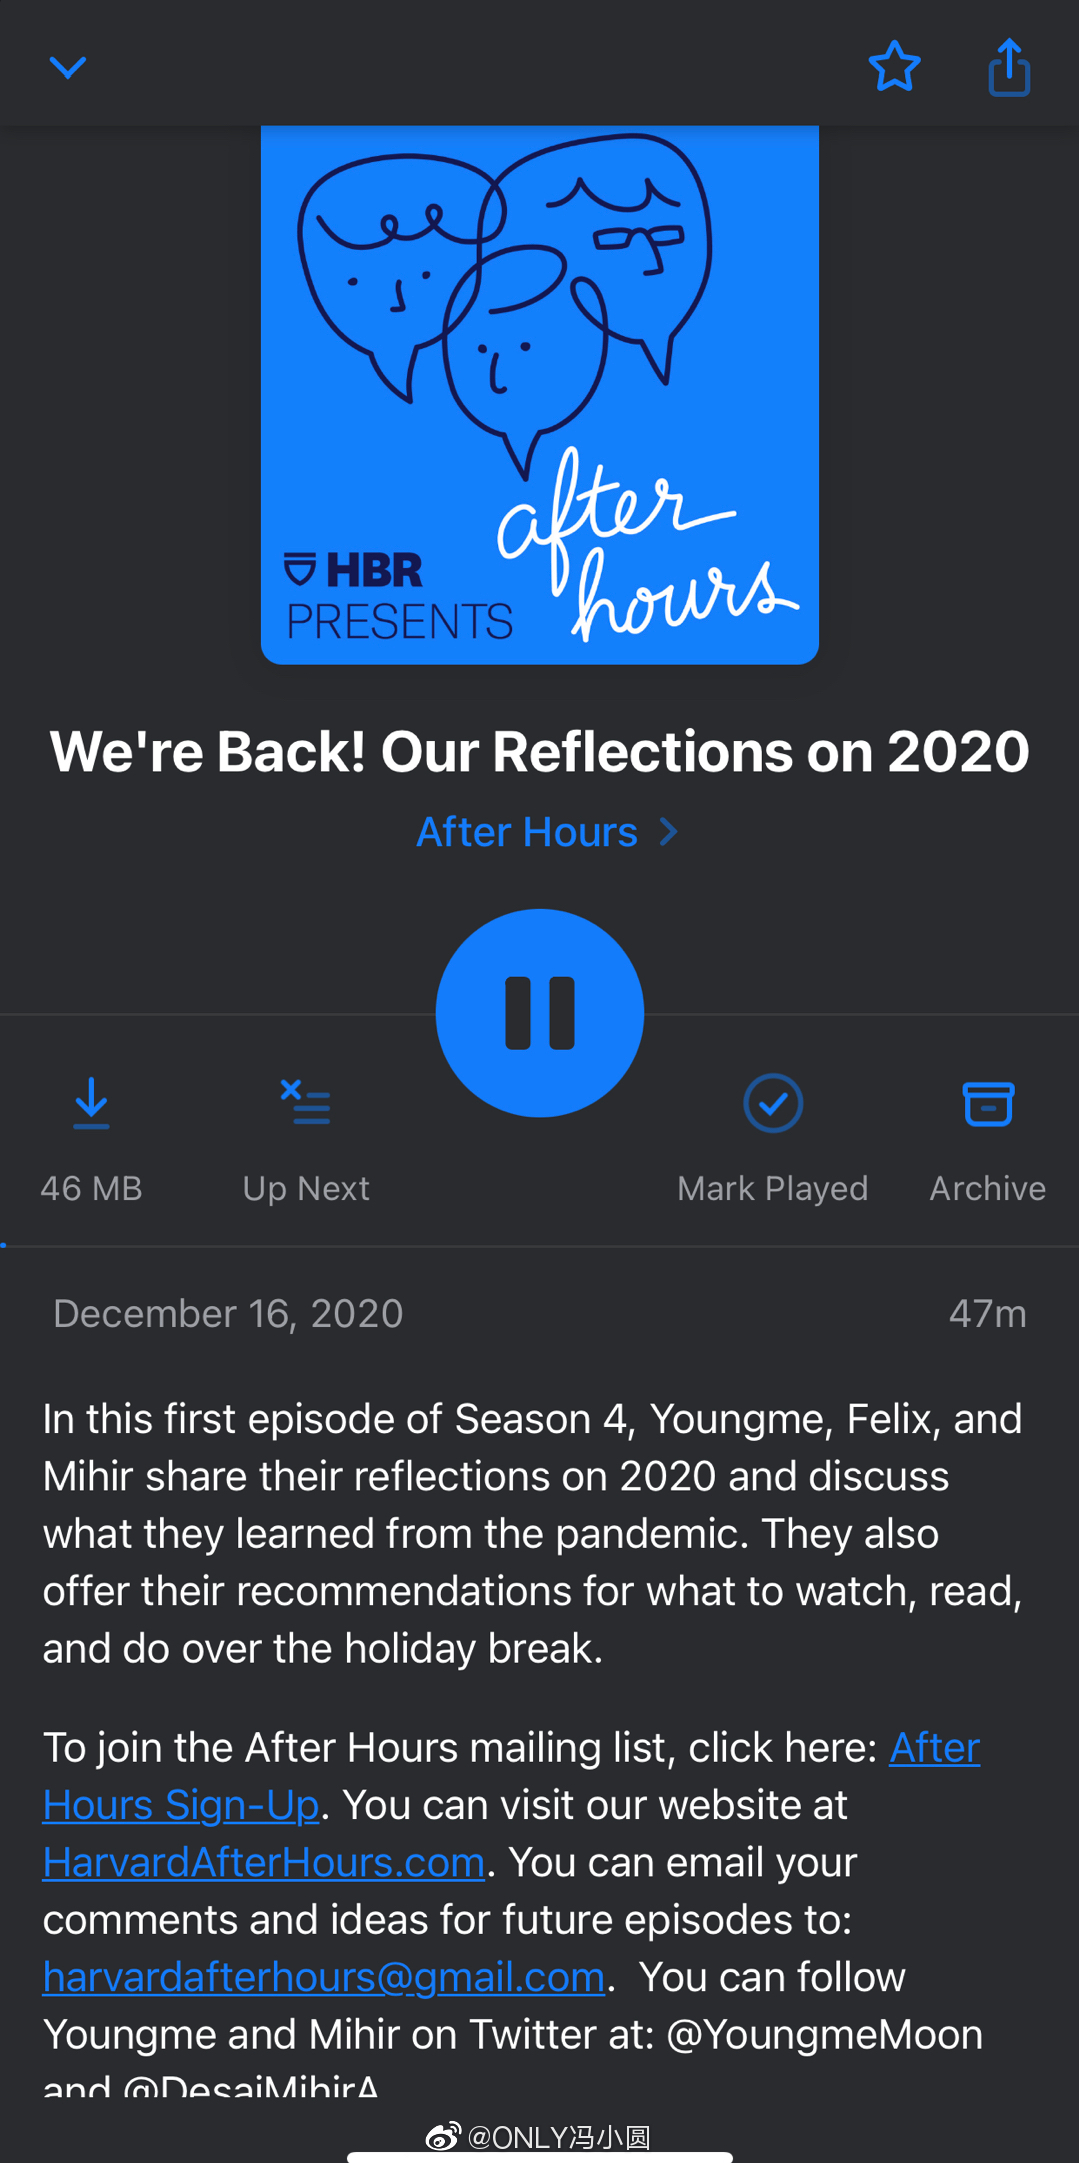 after
hours
HBR
PRESENTS
We're Back! Our Reflections on 2020
After Hours
46 MB
Up Next
Mark Played
Archive
December 16, 2020
47m
In this first episode of Season 4, Youngme, Felix, and
Mihir share their reflections on 2020 and discuss
what they learned from the pandemic. They also
offer their recommendations for what to watch, read,
and do over the holiday break.
To join the After Hours mailing list, click here: After
Hours Sign-Up. You can visit our website at
HarvardAfterHours.com. You can email your
comments and ideas for future episodes to:
harvardafterhours@gmail.com.  You can follow
Youngme and Mihir on Twitter at: @YoungmeMoon
and @DesaiMihirA
@ONLY冯小圆